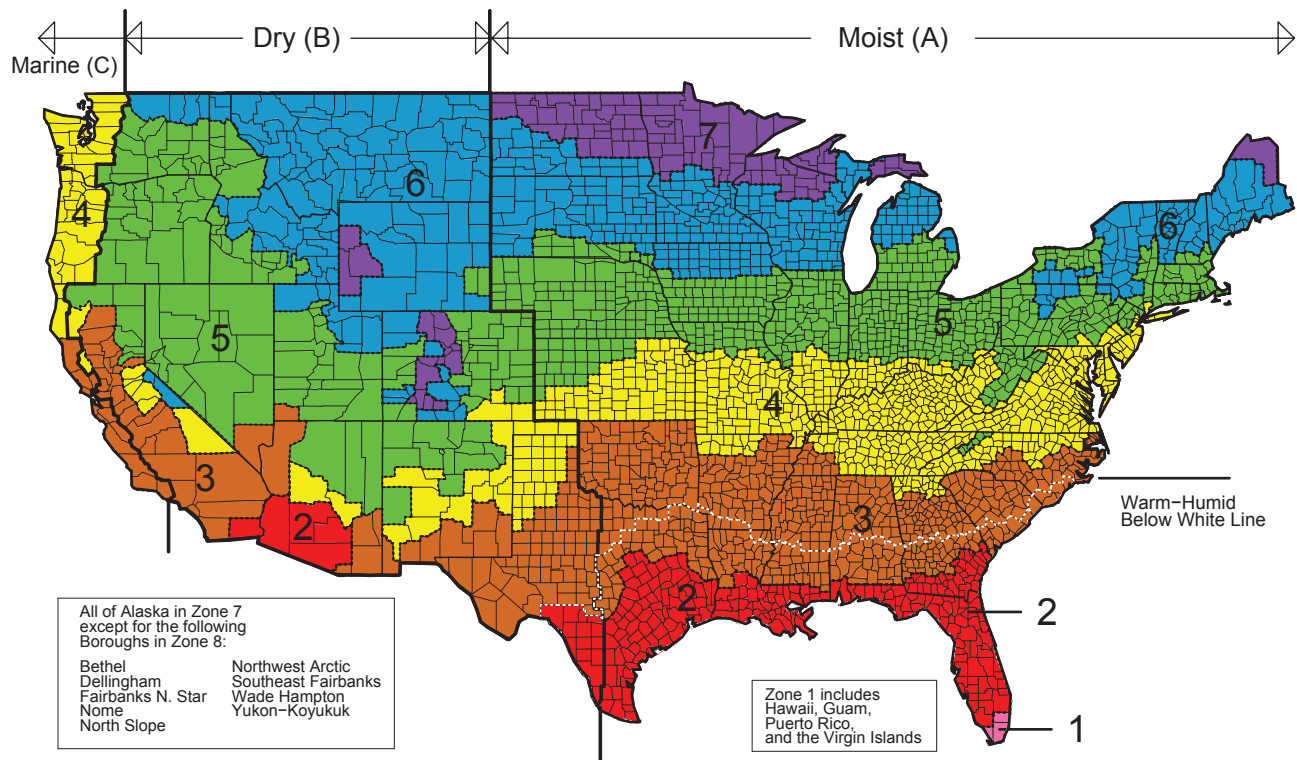 Dry (B)
Moist (A)
Marine (C)
7
4
6
6
4
5
5
4
3
3
2
2
2
1
Warm−Humid
Below White Line
All of Alaska in Zone 7
except for the following
Boroughs in Zone 8:
Bethel
Dellingham
Fairbanks N. Star
Nome
North Slope
Northwest Arctic
Southeast Fairbanks
Wade Hampton
Yukon−Koyukuk
Zone 1 includes
Hawaii, Guam,
Puerto Rico,
and the Virgin Islands